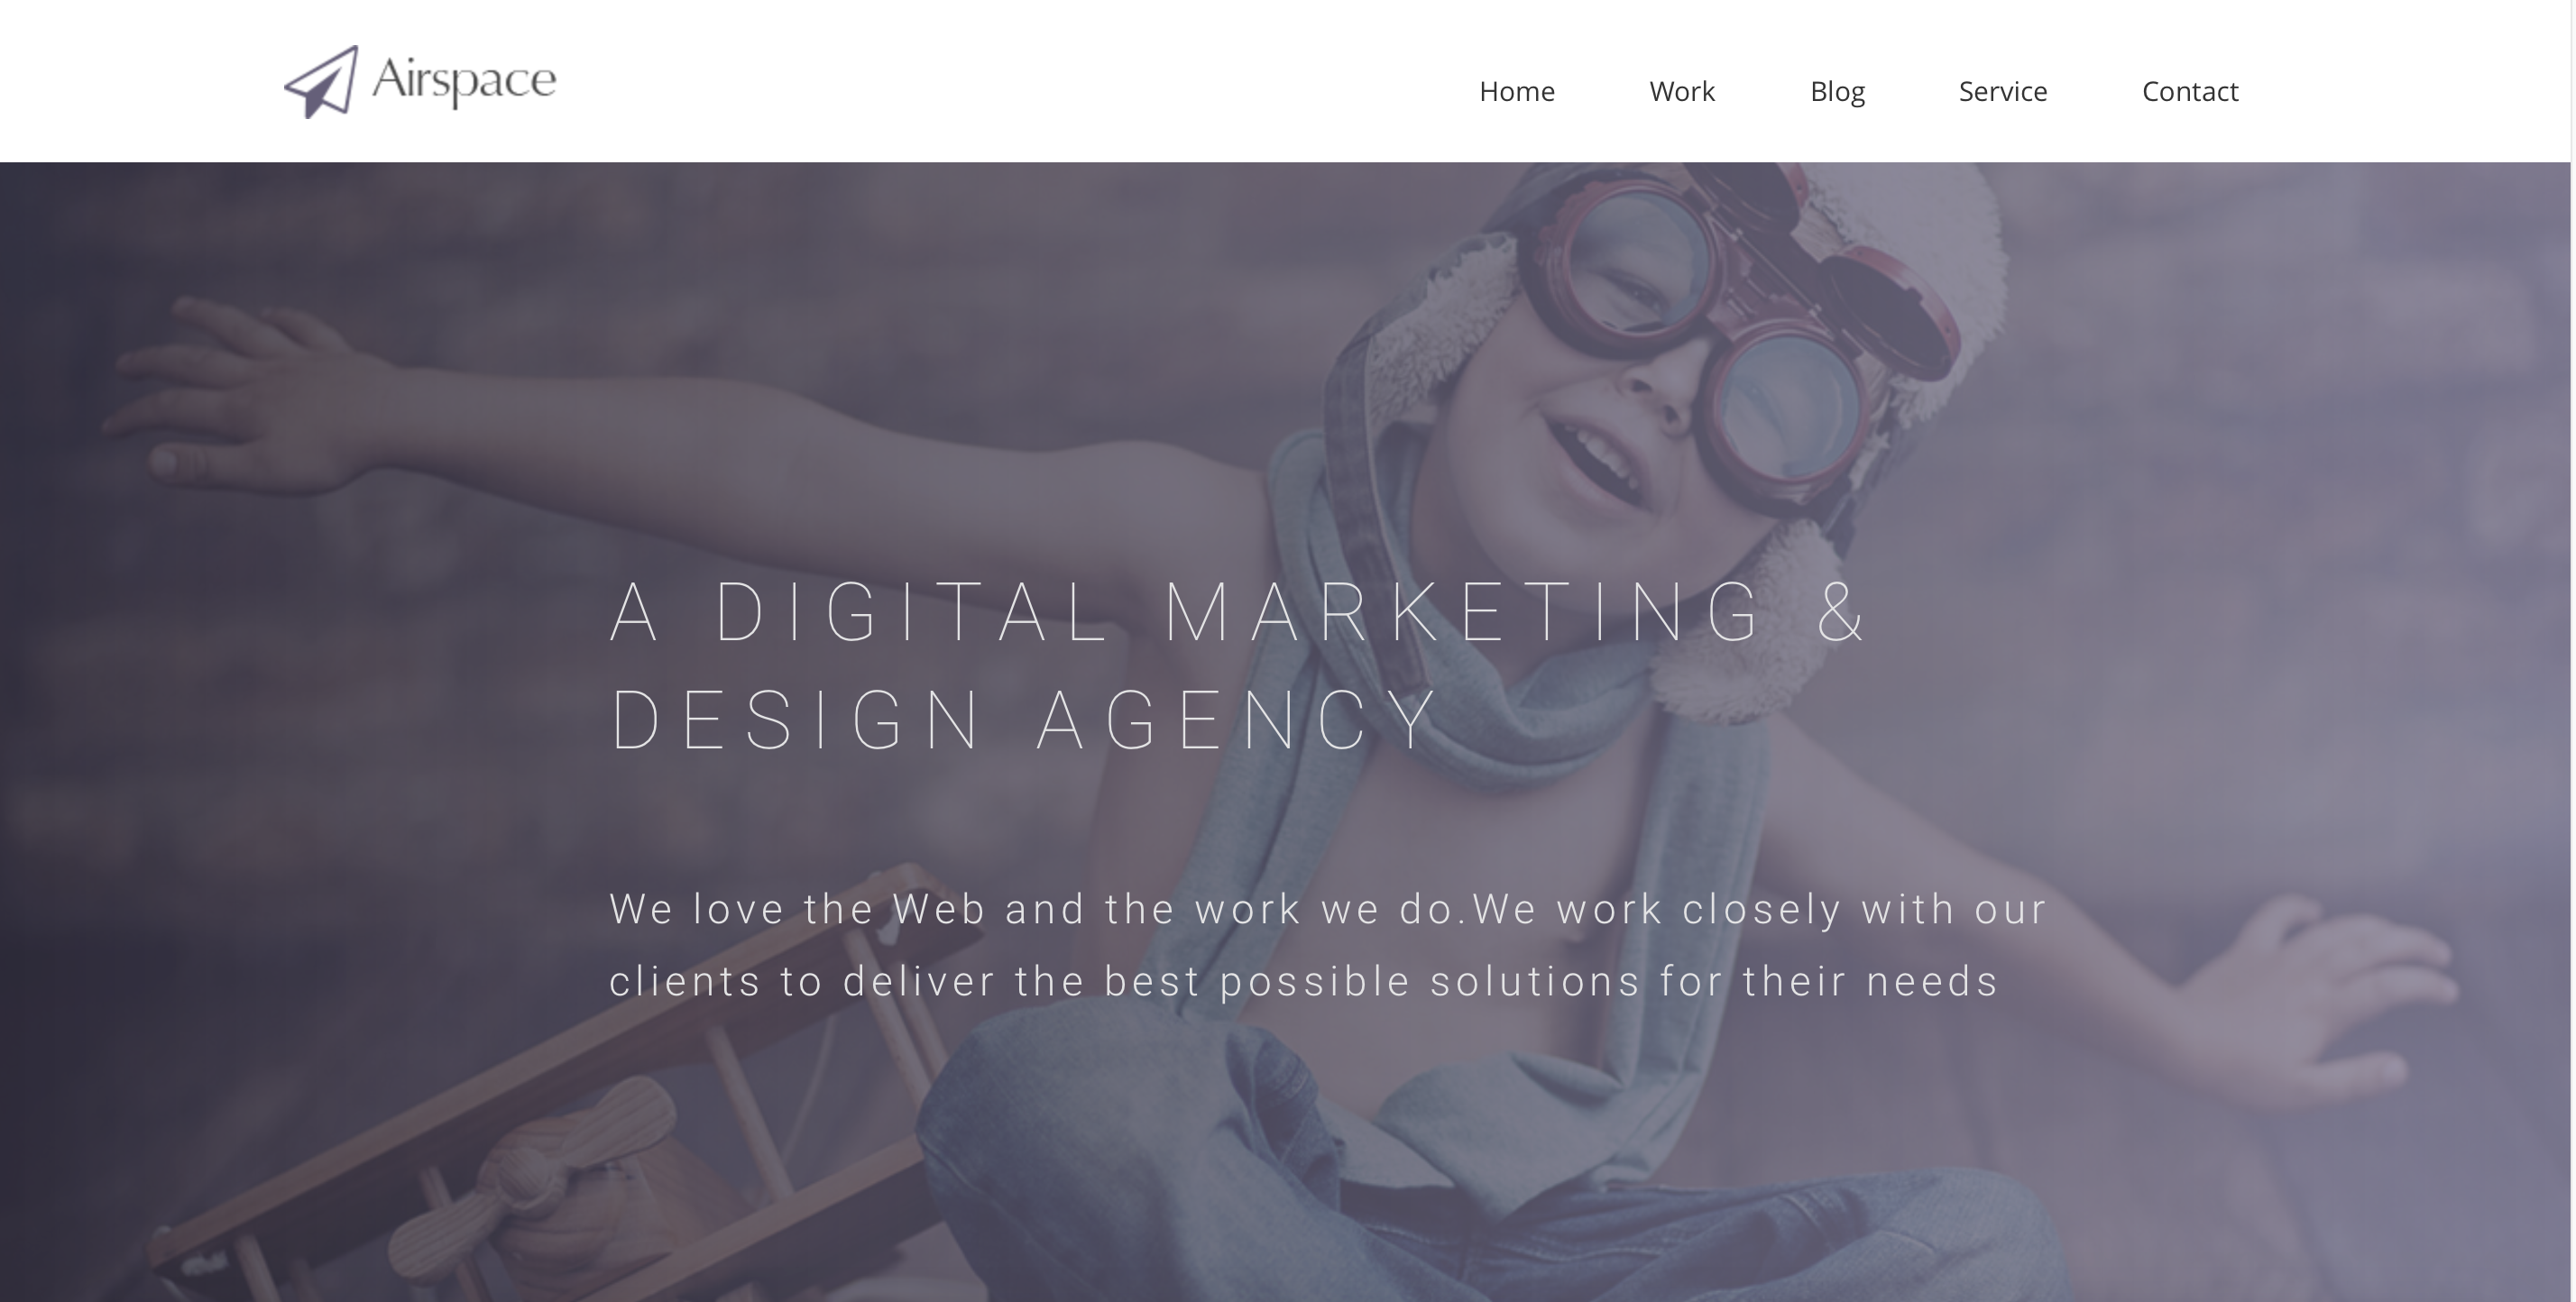 Airspace
Home Work Blog Service Contact
A DIGITAL MARKETING &
DESIGN AGENCY
We love the Web and the work we do.We work closely with our
clients to deliver the best possible solutions for their needs